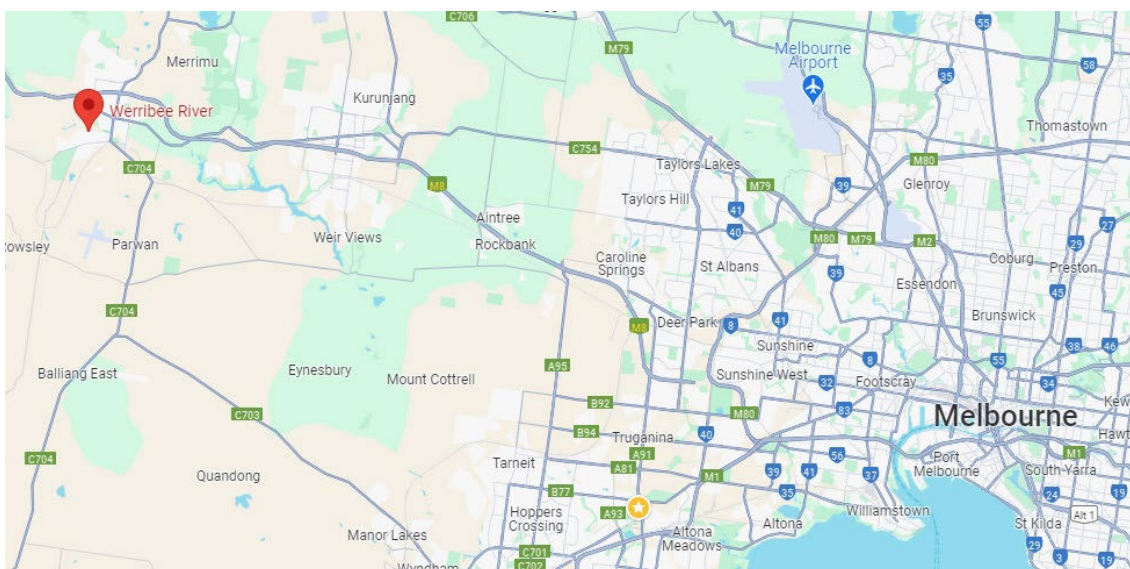 C706
M79
55
Merrimu
Melbourne
Airport
35
58
Kurunjang
Werribee River
Thomastown
C754
M80
C704
Taylors Lakes
M79
39
Glenroy
M8
Taylors Hill
41
27
Aintree
40
M80
M79
M2
29
Rowsley
Parwan
Weir Views
Rockbank
Caroline
Springs
St Albans
39
Coburg
Preston
Essendon
45
C704
M8
Deer Park
8
41
Brunswick
Sunshine
38
46
A95
8
55
Balliang East
Eynesbury
Mount Cottrell
Sunshine West
32
Footscray
34
B92
M80
83
Melbourne
Kew
C703
B94
Truganina
40
Hawt
C704
Tarneit
A91
56
M1
A81
M1
39
41
37
Port
Melbourne
South Yarra
Quandong
B77
35
24
19
Hoppers
Crossing
A93
Williamstown
Alt 1
Manor Lakes
Altona
Meadows
Altona
St Kilda
C701
29
C702
3
19
Wyndham